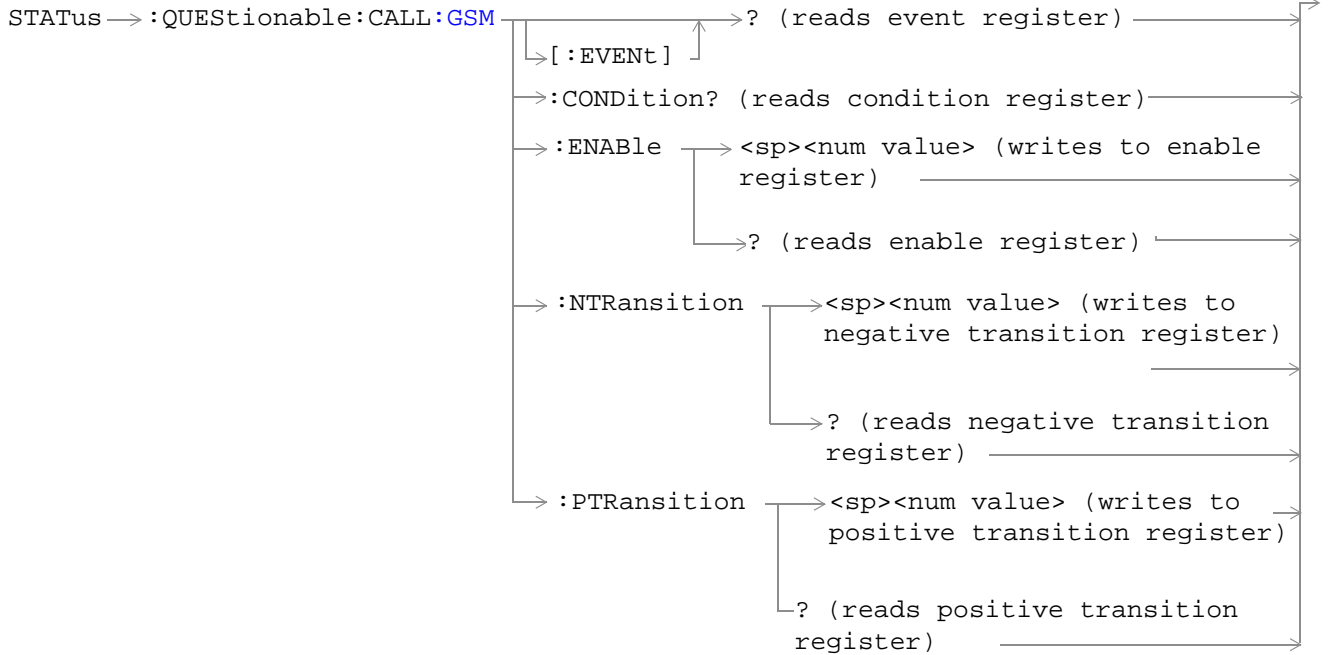 STATus :QUEStionable:CALL:GSM ? (reads event register)
[:EVENt]
:CONDition? (reads condition register)
:ENABle <sp><num value> (writes to enable
register)
? (reads enable register)
:NTRansition <sp><num value> (writes to
negative transition register)
? (reads negative transition
register)
:PTRansition <sp><num value> (writes to
positive transition register)
? (reads positive transition
register)